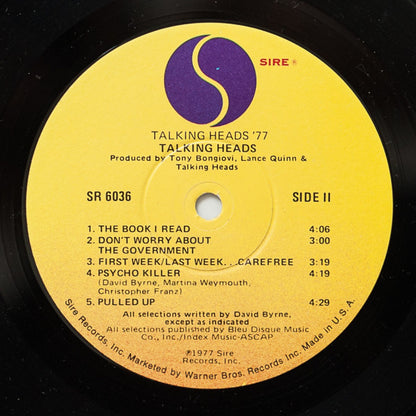 SIRE ®
TALKING HEADS '77
TALKING HEADS
Produced by Tony Bongiovi, Lance Quinn &
Talking Heads
SR 6036 SIDE II
1. THE BOOK I READ 4:06
2. DON'T WORRY ABOUT
THE GOVERNMENT 3:00
3. FIRST WEEK/LAST WEEK...CAREFREE 3:19
4. PSYCHO KILLER 4:19
(David Byrne, Martina Weymouth,
Christopher Franz)
5. PULLED UP 4:29
All selections written by David Byrne,
except as indicated
All selections published by Bleu Disque Music
Co., Inc./Index Music-ASCAP
℗1977 Sire
Records, Inc.
Sire Records, Inc. Marketed by Warner Bros. Records Inc. Made in U.S.A.